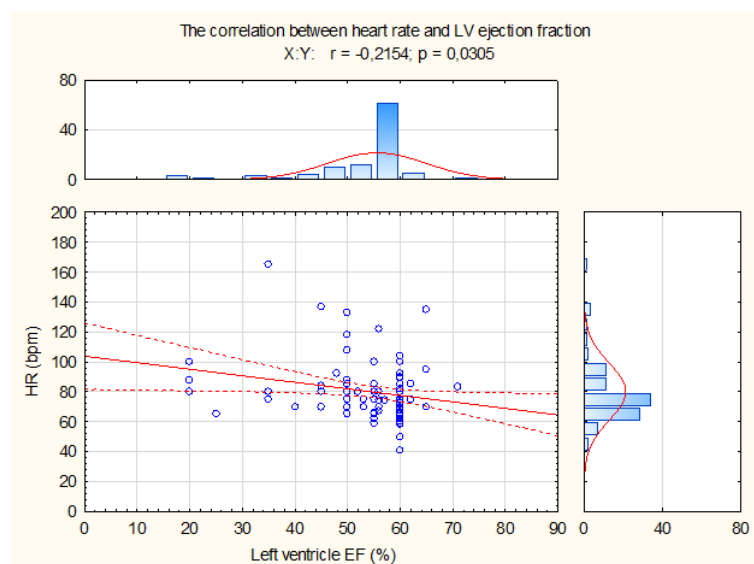 The correlation between heart rate and LV ejection fraction
X:Y: r = -0,2154; p = 0,0305
80
40
0
200
180
160
140
120
100
80
60
40
20
0
HR (bpm)
0 10 20 30 40 50 60 70 80 90
Left ventricle EF (%)
0 40 80